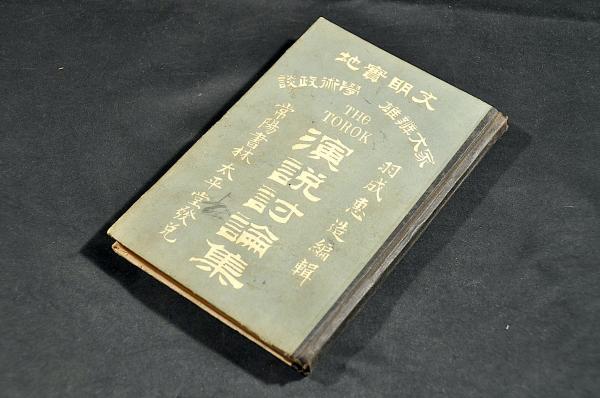 文明實地
學術政談
雄辯大家
羽成惠造編輯
THE
TOROK
演説討論集
常陽書林 太平堂發兌